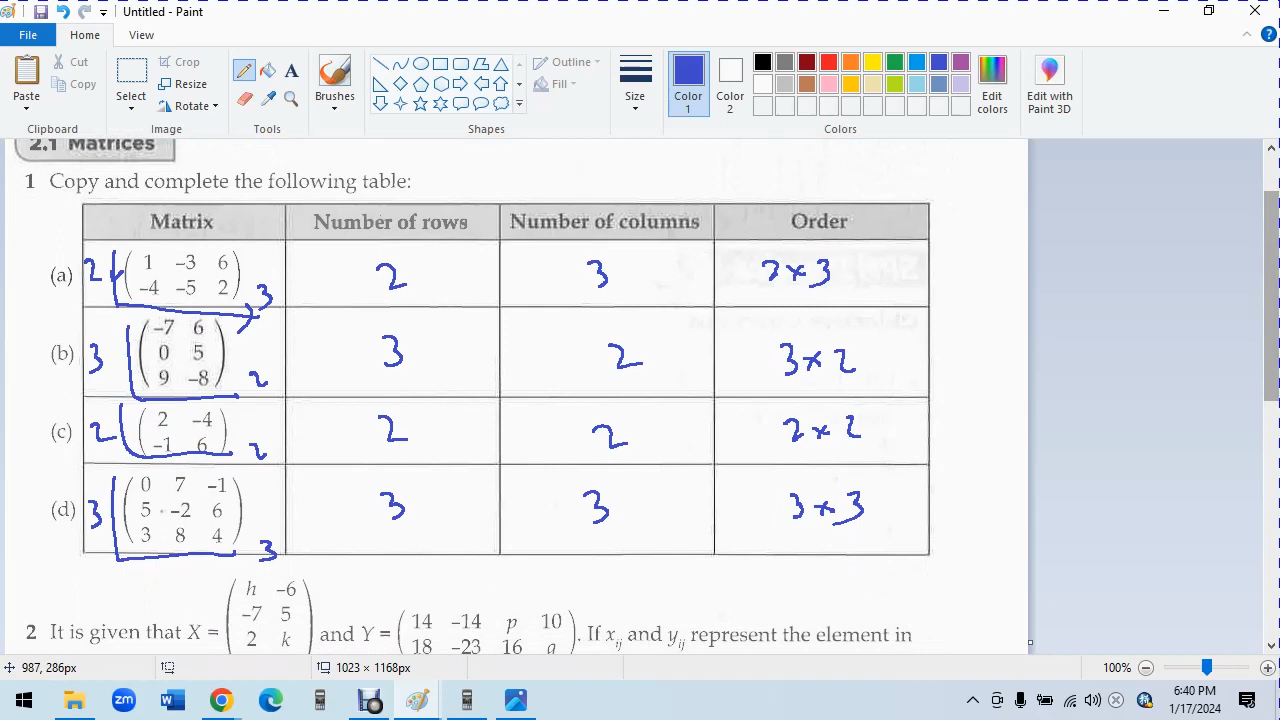 Untitled - Paint
File Home View
Paste Cut Copy Select Crop Resize Rotate Brushes Outline Fill Size Color 1 Color 2 Edit colors Edit with Paint 3D
Clipboard Image Tools Shapes Colors
2.1 Matrices
1 Copy and complete the following table:
Matrix Number of rows Number of columns Order
(a) 2 1 -3 6 2 3 2×3
-4 -5 2 3
(b) 3 -7 6 3 2 3×2
0 5
9 -8 2
(c) 2 2 -4 2 2 2×2
-1 6 2
(d) 3 0 7 -1 3 3 3×3
5 -2 6
3 8 4 3
h -6
-7 5
2 k
14 -14 p 10
18 -23 16 q
2 It is given that X = and Y = . If xij and yij represent the element in
987, 286px 1023 × 1168px 100%
zm W 6:40 PM
1/17/2024